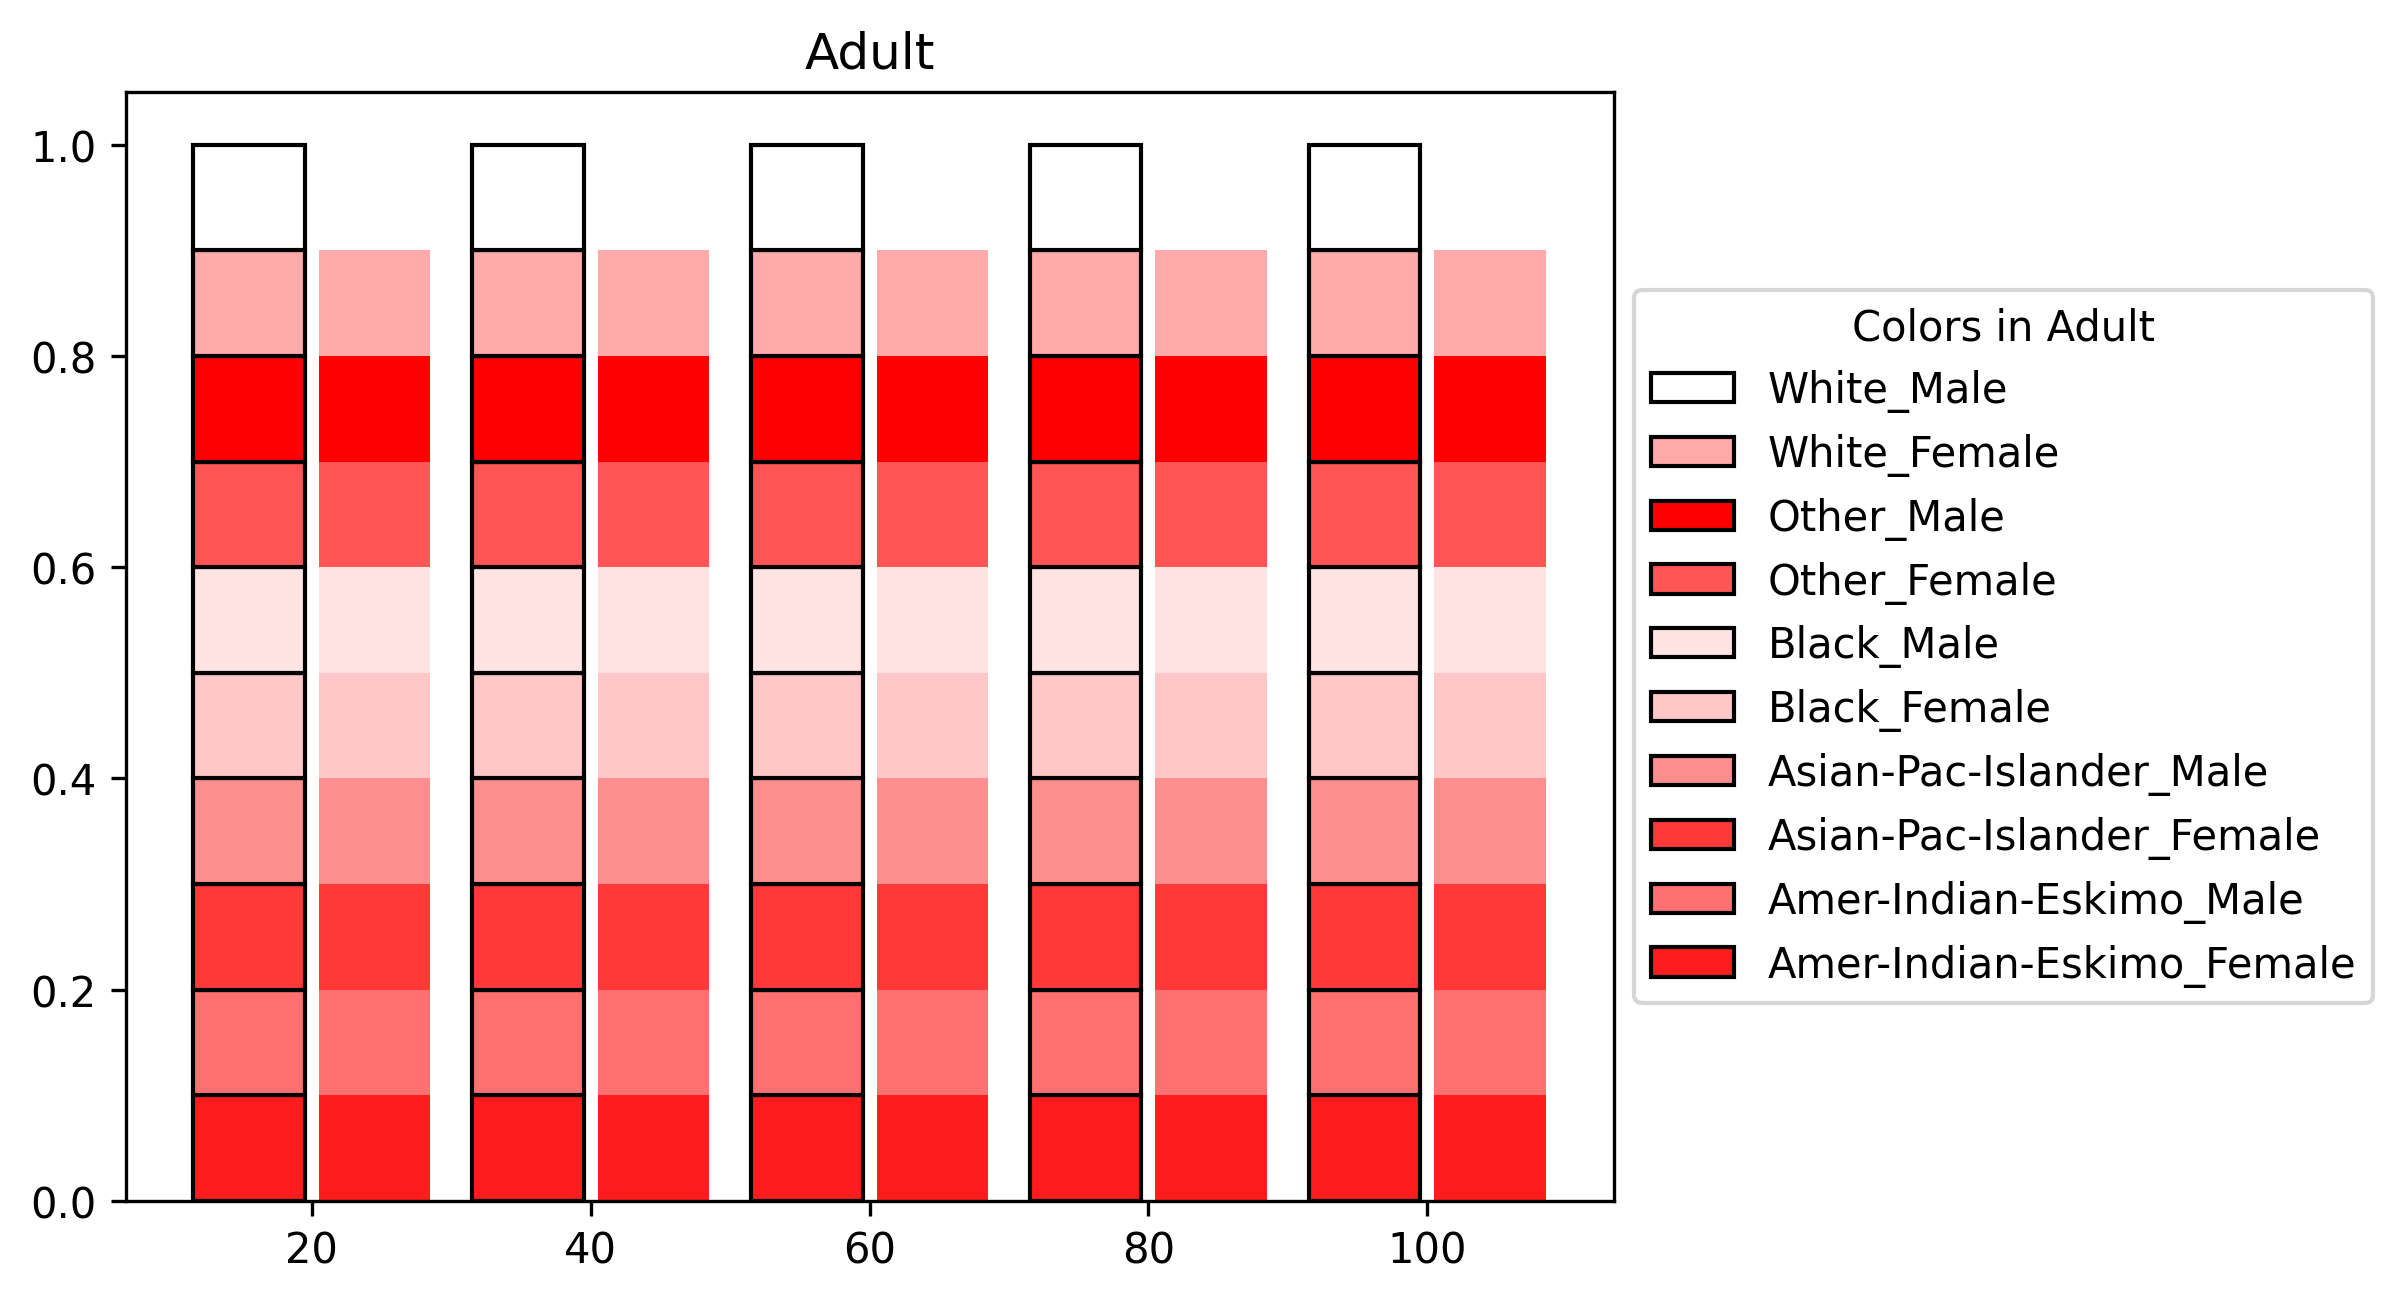 Adult
1.0
0.8
0.6
0.4
0.2
0.0
20 40 60 80 100
Colors in Adult
White_Male
White_Female
Other_Male
Other_Female
Black_Male
Black_Female
Asian-Pac-Islander_Male
Asian-Pac-Islander_Female
Amer-Indian-Eskimo_Male
Amer-Indian-Eskimo_Female